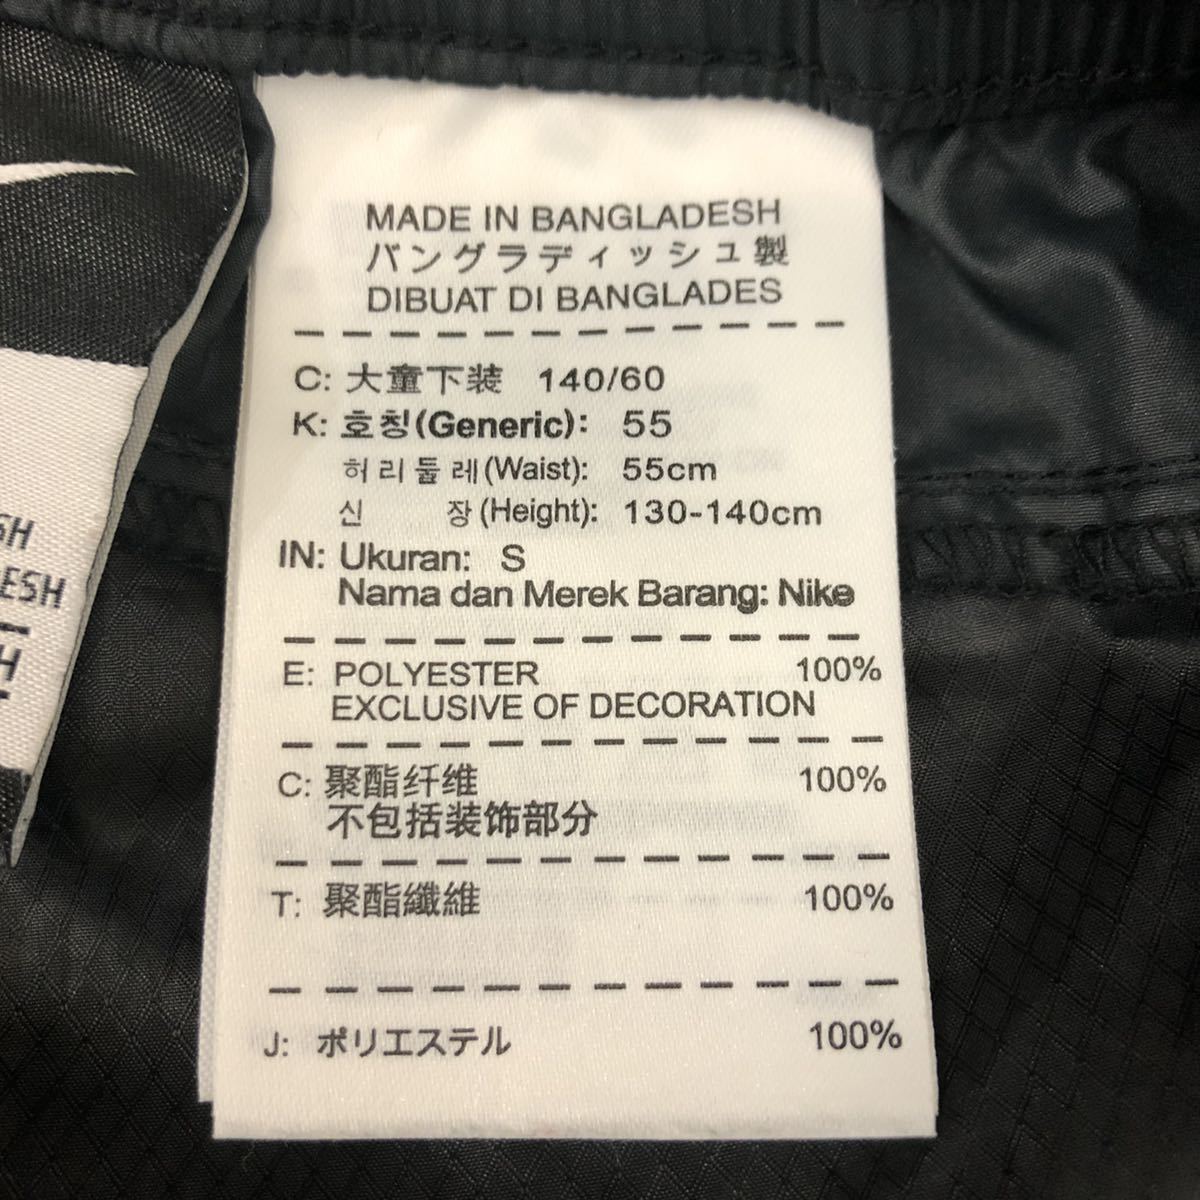 MADE IN BANGLADESH
バングラディッシュ製
DIBUAT DI BANGLADES
C: 大童下装 140/60
K: 호칭(Generic): 55
허리둘레(Waist): 55cm
신 장(Height): 130-140cm
IN: Ukuran: S
Nama dan Merek Barang: Nike
E: POLYESTER 100%
EXCLUSIVE OF DECORATION
C: 聚酯纤维 100%
不包括装饰部分
T: 聚酯纖維 100%
J: ポリエステル 100%
SH
ESH
H